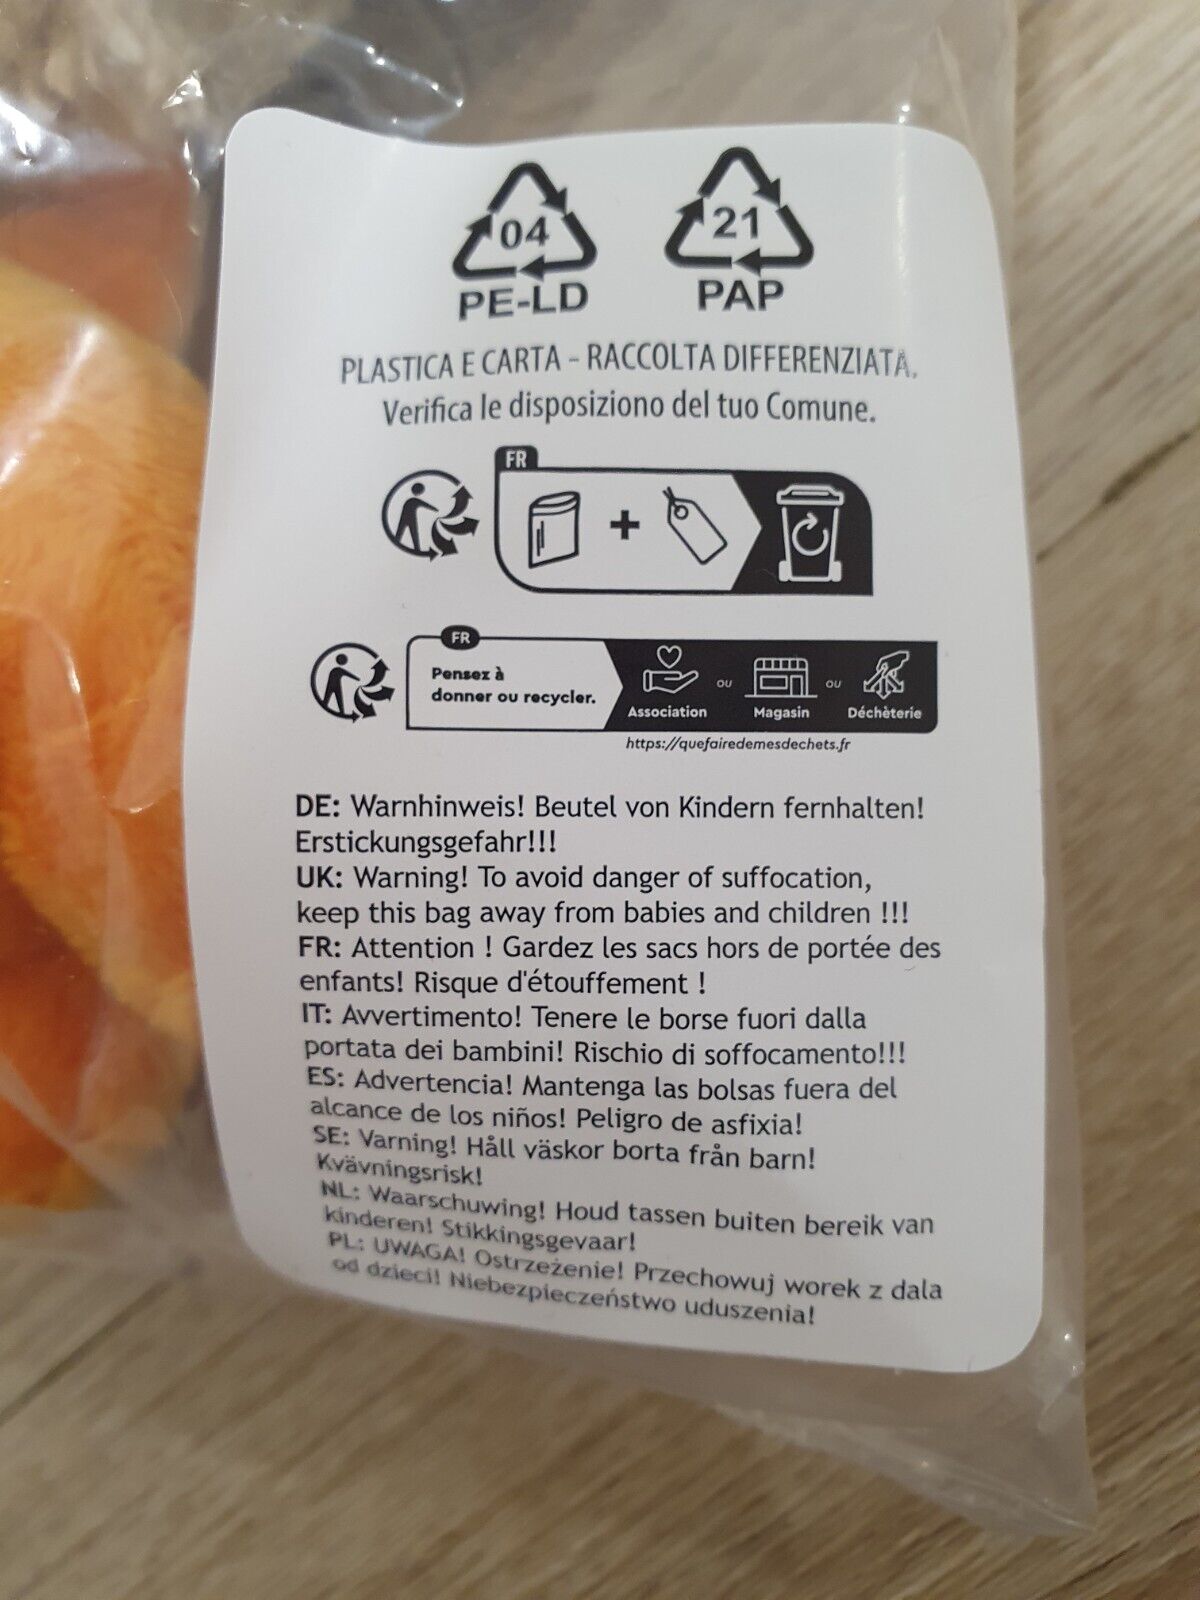 04
PE-LD
21
PAP
PLASTICA E CARTA - RACCOLTA DIFFERENZIATA.
Verifica le disposiziono del tuo Comune.
FR
+
FR
Pensez à
donner ou recycler.
Association
OU
Magasin
OU
Déchèterie
https://quefairedemesdechets.fr
DE: Warnhinweis! Beutel von Kindern fernhalten!
Erstickungsgefahr!!!
UK: Warning! To avoid danger of suffocation,
keep this bag away from babies and children !!!
FR: Attention ! Gardez les sacs hors de portée des
enfants! Risque d'étouffement !
IT: Avvertimento! Tenere le borse fuori dalla
portata dei bambini! Rischio di soffocamento!!!
ES: Advertencia! Mantenga las bolsas fuera del
alcance de los niños! Peligro de asfixia!
SE: Varning! Håll väskor borta från barn!
Kvävningsrisk!
NL: Waarschuwing! Houd tassen buiten bereik van
kinderen! Stikkingsgevaar!
PL: UWAGA! Ostrzeżenie! Przechowuj worek z dala
od dzieci! Niebezpieczeństwo uduszenia!